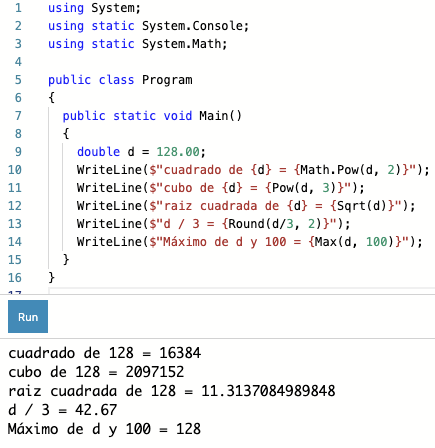 1 using System;
2 using static System.Console;
3 using static System.Math;
4
5 public class Program
6 {
7 public static void Main()
8 {
9 double d = 128.00;
10 WriteLine($"cuadrado de {d} = {Math.Pow(d, 2)}");
11 WriteLine($"cubo de {d} = {Pow(d, 3)}");
12 WriteLine($"raiz cuadrada de {d} = {Sqrt(d)}");
13 WriteLine($"d / 3 = {Round(d/3, 2)}");
14 WriteLine($"Máximo de d y 100 = {Max(d, 100)}");
15 }
16 }
17
Run
cuadrado de 128 = 16384
cubo de 128 = 2097152
raiz cuadrada de 128 = 11.3137084989848
d / 3 = 42.67
Máximo de d y 100 = 128